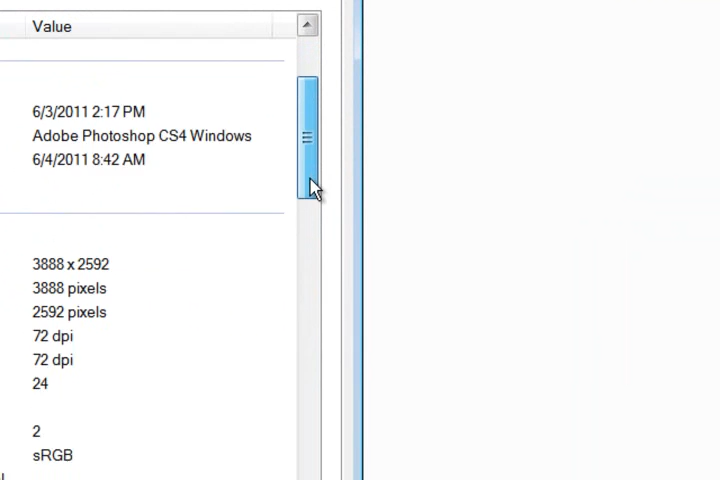 Value
6/3/2011 2:17 PM
Adobe Photoshop CS4 Windows
6/4/2011 8:42 AM
3888 x 2592
3888 pixels
2592 pixels
72 dpi
72 dpi
24
2
sRGB